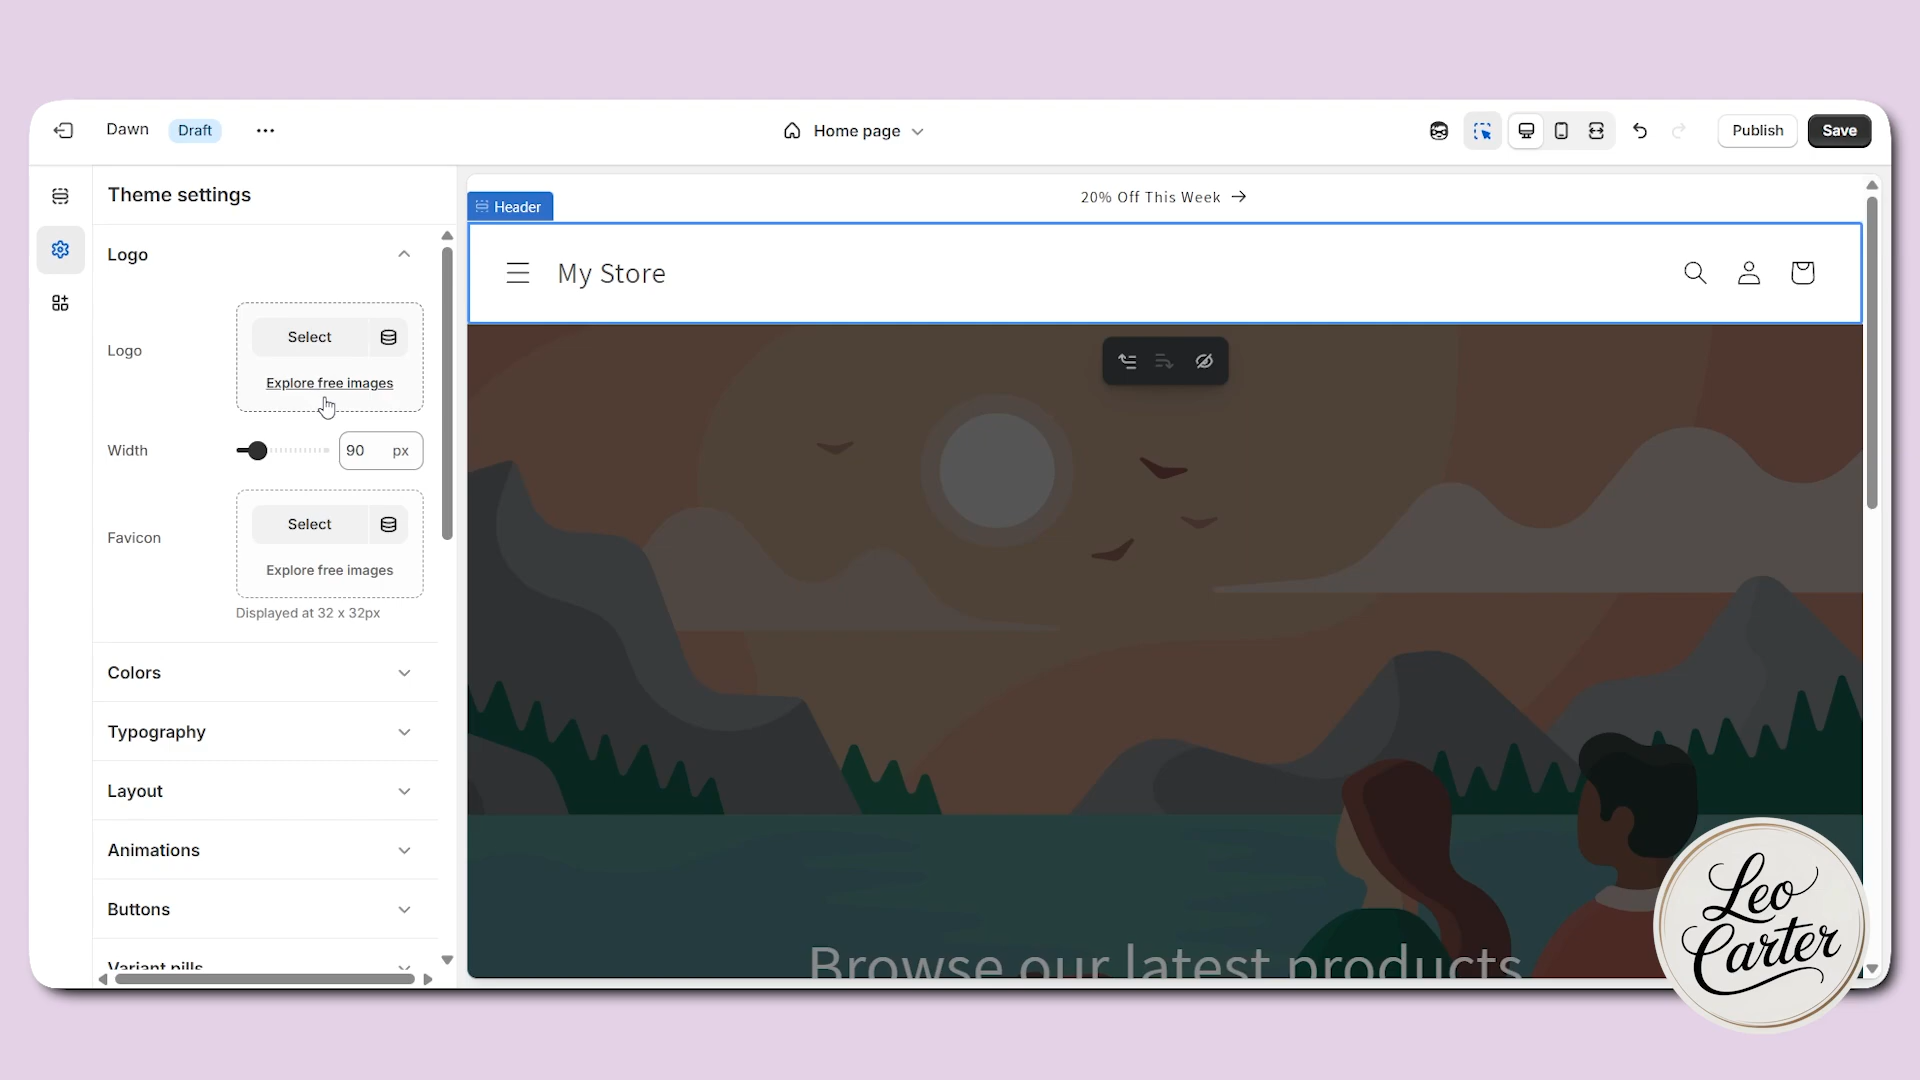 Dawn
Draft
Home page
Publish
Save
Theme settings
Logo
Logo
Select
Explore free images
Width
90 px
Favicon
Select
Explore free images
Displayed at 32 x 32px
Colors
Typography
Layout
Animations
Buttons
Variant pills
20% Off This Week →
Header
My Store
Browse our latest products
Leo
Carter